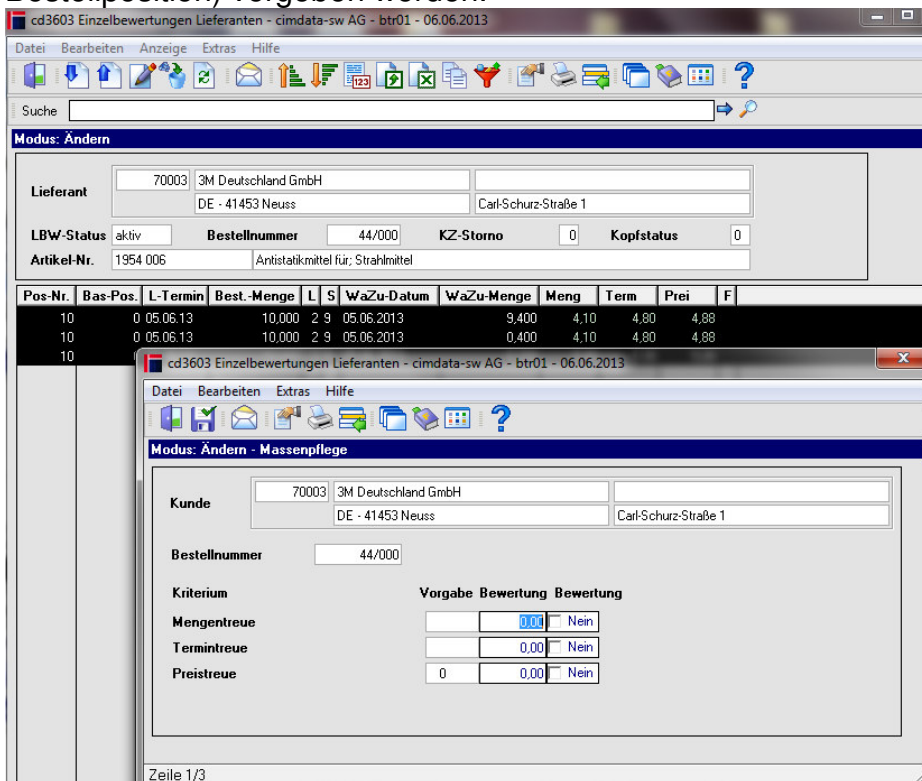 Bestellposition) vorgeben werden.
cd3603 Einzelbewertungen Lieferanten - cimdata-sw AG - btr01 - 06.06.2013
Datei Bearbeiten Anzeige Extras Hilfe
Suche
Modus: Ändern
Lieferant 70003 3M Deutschland GmbH
DE - 41453 Neuss Carl-Schurz-Straße 1
LBW-Status aktiv Bestellnummer 44/000 KZ-Storno 0 Kopfstatus 0
Artikel-Nr. 1954 006 Antistatikmittel für; Strahlmittel
Pos-Nr. Bas-Pos. L-Termin Best.-Menge L S WaZu-Datum WaZu-Menge Meng Term Prei F
10 0 05.06.13 10,000 2 9 05.06.2013 9,400 4,10 4,80 4,88
10 0 05.06.13 10,000 2 9 05.06.2013 0,400 4,10 4,80 4,88
10
cd3603 Einzelbewertungen Lieferanten - cimdata-sw AG - btr01 - 06.06.2013
Datei Bearbeiten Extras Hilfe
Modus: Ändern - Massenpflege
Kunde 70003 3M Deutschland GmbH
DE - 41453 Neuss Carl-Schurz-Straße 1
Bestellnummer 44/000
Kriterium Vorgabe Bewertung Bewertung
Mengentreue 0,00 Nein
Termintreue 0,00 Nein
Preistreue 0 0,00 Nein
Zeile 1/3